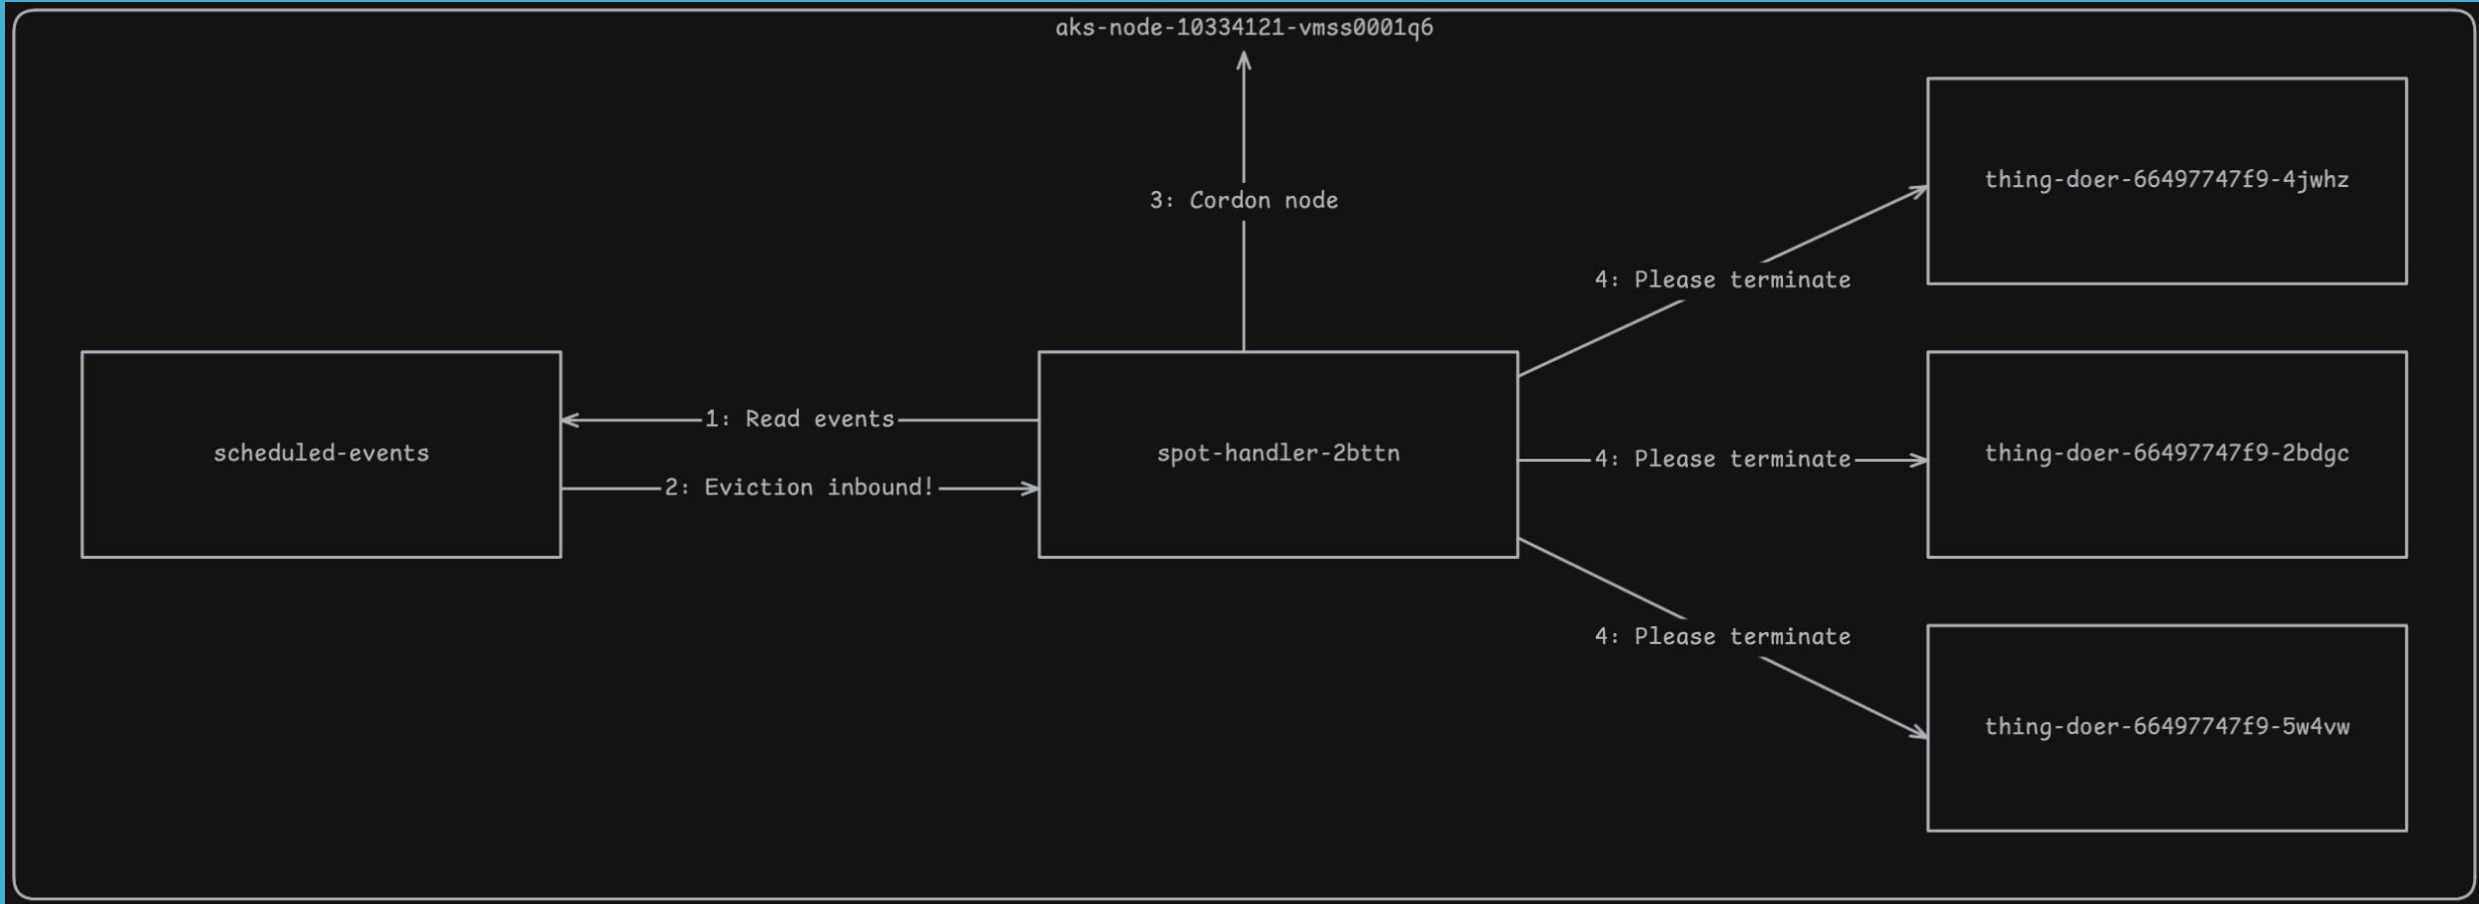 aks-node-10334121-vmss0001q6
3: Cordon node
thing-doer-66497747f9-4jwhz
4: Please terminate
scheduled-events
1: Read events
2: Eviction inbound!
spot-handler-2bttn
4: Please terminate
thing-doer-66497747f9-2bdgc
4: Please terminate
thing-doer-66497747f9-5w4vw